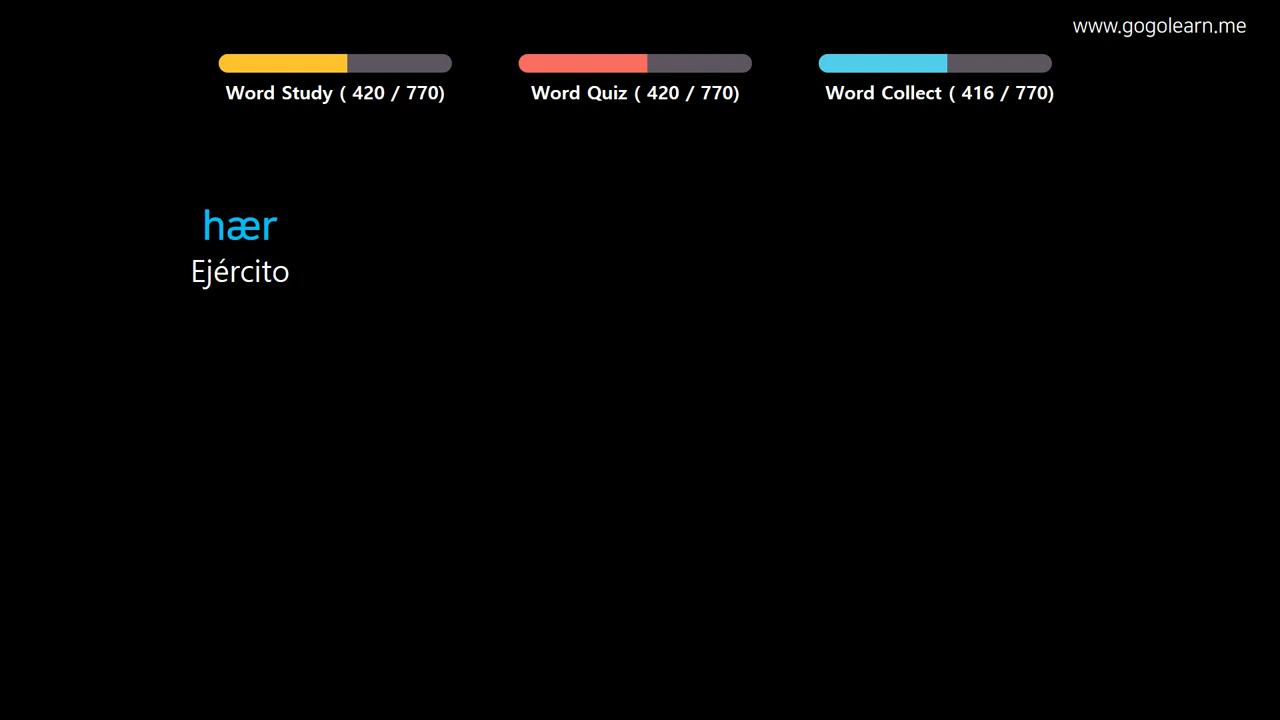 www.gogolearn.me
Word Study ( 420 / 770)
Word Quiz ( 420 / 770)
Word Collect ( 416 / 770)
hær
Ejército